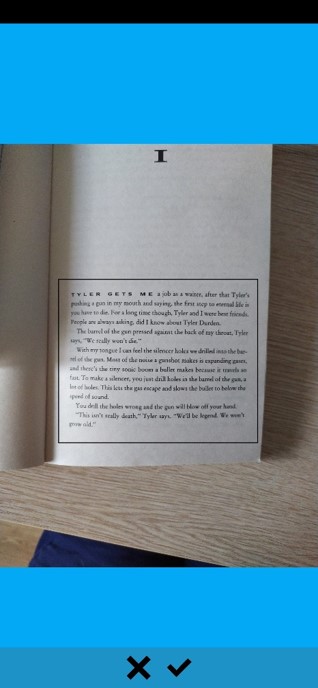 I
TYLER GETS ME a job as a waiter, after that Tyler's
pushing a gun in my mouth and saying, the first step to eternal life is
you have to die. For a long time though, Tyler and I were best friends.
People are always asking, did I know about Tyler Durden.
The barrel of the gun pressed against the back of my throat, Tyler
says, "We really won't die."
With my tongue I can feel the silencer holes we drilled into the bar-
rel of the gun. Most of the noise a gunshot makes is expanding gases,
and there's the tiny sonic boom a bullet makes because it travels so
fast. To make a silencer, you just drill holes in the barrel of the gun, a
lot of holes. This lets the gas escape and slows the bullet to below the
speed of sound.
You drill the holes wrong and the gun will blow off your hand.
"This isn't really death," Tyler says. "We'll be legend. We won't
grow old."